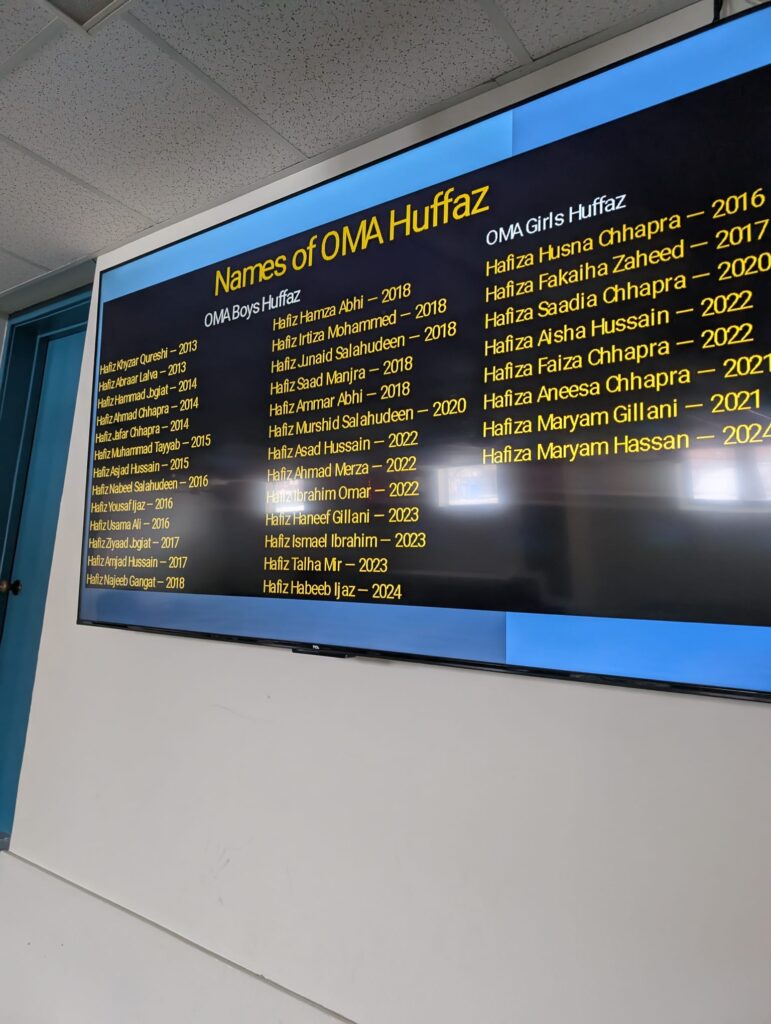 Names of OMA Huffaz
OMA Boys Huffaz
Hafiz Khyzar Qureshi – 2013
Hafiz Abraar Lalva – 2013
Hafiz Hammad Jogiat – 2014
Hafiz Ahmad Chhapra – 2014
Hafiz Jafar Chhapra – 2014
Hafiz Muhammad Tayyab – 2015
Hafiz Asjad Hussain – 2015
Hafiz Nabeel Salahudeen – 2016
Hafiz Yousaf Ijaz – 2016
Hafiz Usama Ali – 2016
Hafiz Ziyaad Jogiat – 2017
Hafiz Amjad Hussain – 2017
Hafiz Najeeb Gangat – 2018
Hafiz Hamza Abhi – 2018
Hafiz Irtiza Mohammed – 2018
Hafiz Junaid Salahudeen – 2018
Hafiz Saad Manjra – 2018
Hafiz Ammar Abhi – 2018
Hafiz Murshid Salahudeen – 2020
Hafiz Asad Hussain – 2022
Hafiz Ahmad Merza – 2022
Hafiz Ibrahim Omar – 2022
Hafiz Haneef Gillani – 2023
Hafiz Ismael Ibrahim – 2023
Hafiz Talha Mir – 2023
Hafiz Habeeb Ijaz – 2024
OMA Girls Huffaz
Hafiza Husna Chhapra – 2016
Hafiza Fakaiha Zaheed – 2017
Hafiza Saadia Chhapra – 2020
Hafiza Aisha Hussain – 2022
Hafiza Faiza Chhapra – 2022
Hafiza Aneesa Chhapra – 2021
Hafiza Maryam Gillani – 2021
Hafiza Maryam Hassan – 2024
TCL